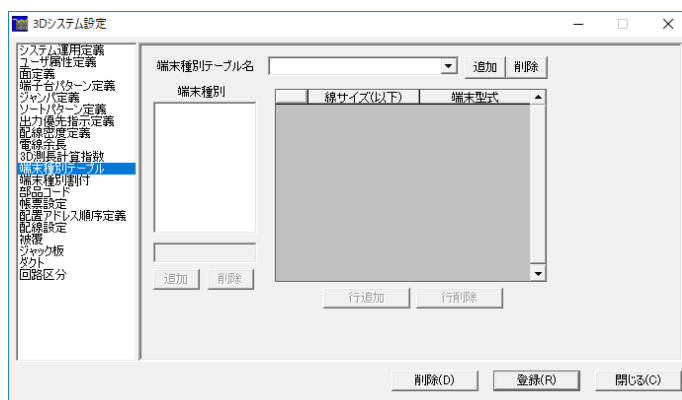 3Dシステム設定
システム運用定義
ユーザ属性定義
面定義
端子台パターン定義
ジャンパ定義
ソートパターン定義
出力優先指示定義
配線密度定義
電線余長
3D測長計算指数
端末種別テーブル
端末種別割付
部品コード
帳票設定
配置アドレス順序定義
配線設定
被覆
ジャック板
ダクト
回路区分
端末種別テーブル名
追加
削除
端末種別
線サイズ(以下)
端末型式
追加
削除
行追加
行削除
削除(D)
登録(R)
閉じる(C)